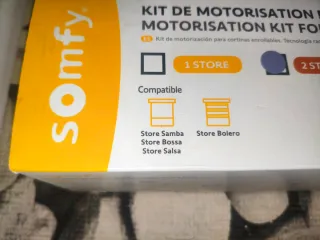 somfy
KIT DE MOTORISATION
MOTORISATION KIT FO
ES Kit de motorización para cortinas enrollables. Tecnología
1 STORE
2 ST
Compatible
Store Samba
Store Bossa
Store Salsa
Store Bolero